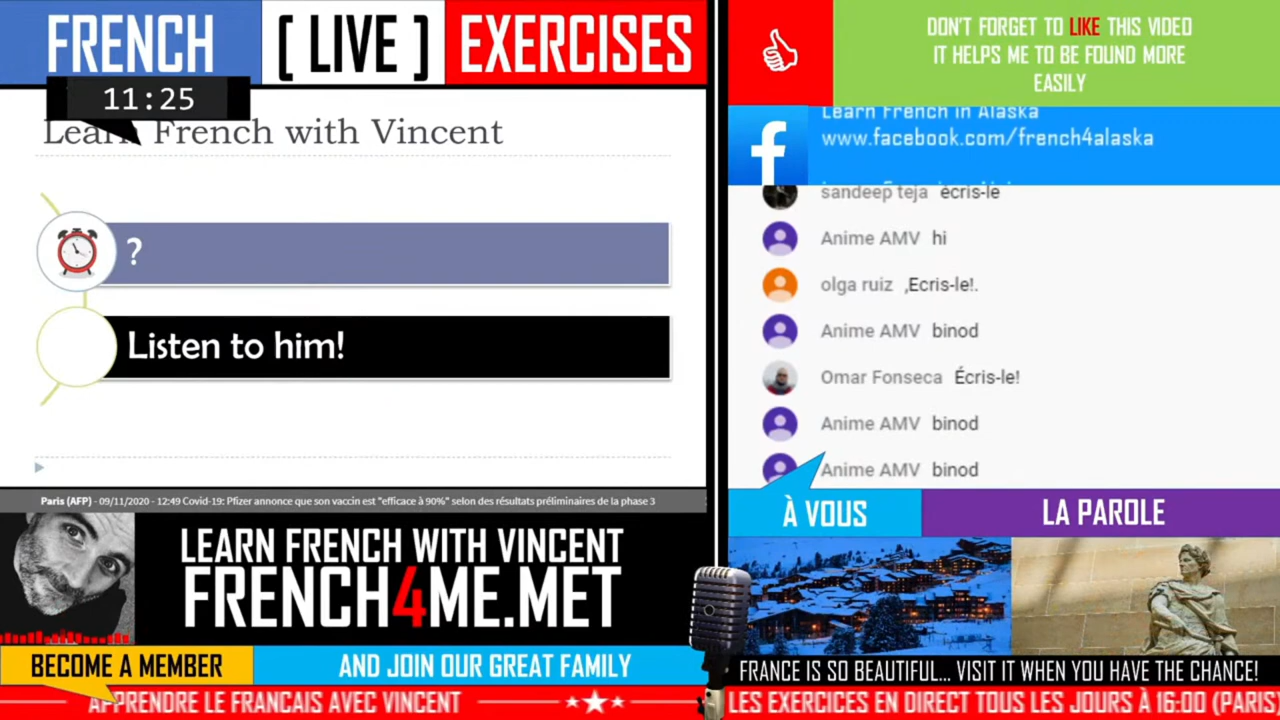 FRENCH
[ LIVE ]
EXERCISES
11:25
Learn French with Vincent
?
Listen to him!
Paris (AFP) - 09/11/2020 - 12:49 Covid-19: Pfizer annonce que son vaccin est "efficace à 90%" selon des résultats préliminaires de la phase 3
LEARN FRENCH WITH VINCENT
FRENCH4ME.MET
BECOME A MEMBER
AND JOIN OUR GREAT FAMILY
APPRENDRE LE FRANCAIS AVEC VINCENT
DON'T FORGET TO LIKE THIS VIDEO
IT HELPS ME TO BE FOUND MORE
EASILY
Learn French in Alaska
www.facebook.com/french4alaska
sandeep teja écris-le
Anime AMV hi
olga ruiz ,Ecris-le!.
Anime AMV binod
Omar Fonseca Écris-le!
Anime AMV binod
Anime AMV binod
À VOUS
LA PAROLE
FRANCE IS SO BEAUTIFUL... VISIT IT WHEN YOU HAVE THE CHANCE!
LES EXERCICES EN DIRECT TOUS LES JOURS À 16:00 (PARIS)